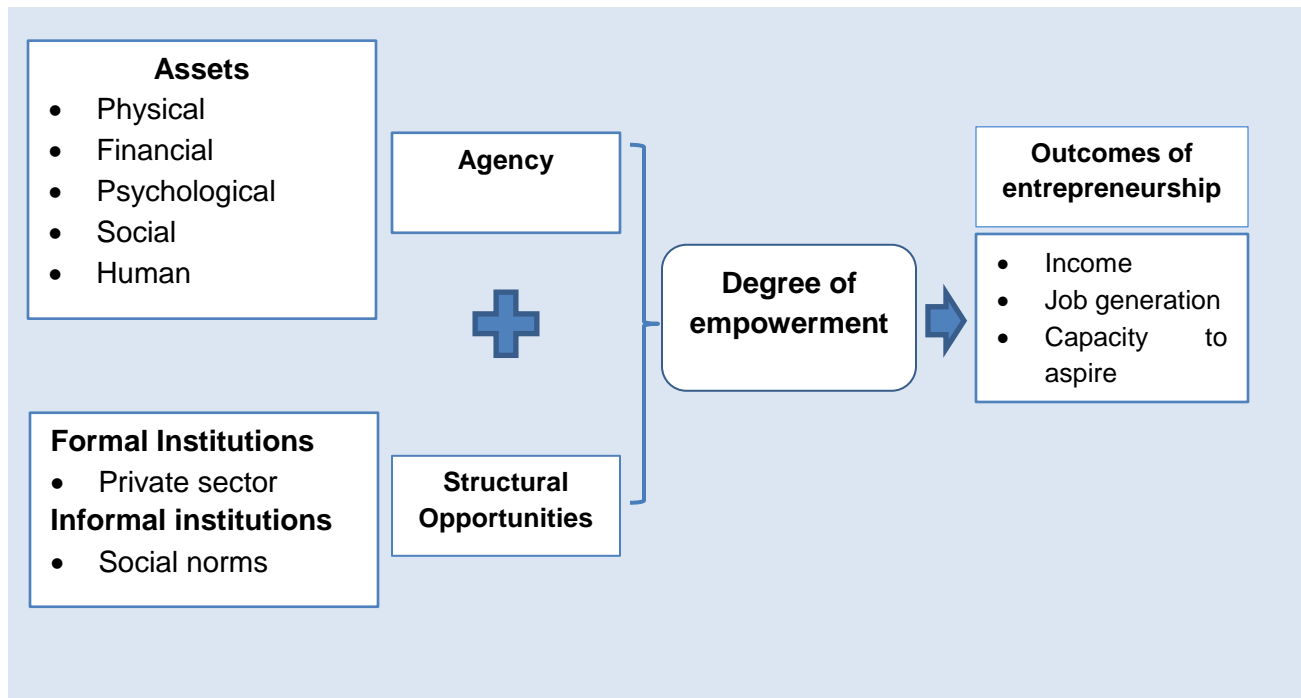 Assets
• Physical
• Financial
• Psychological
• Social
• Human
Agency
Formal Institutions
• Private sector
Informal institutions
• Social norms
Structural
Opportunities
Degree of
empowerment
Outcomes of
entrepreneurship
• Income
• Job generation
• Capacity to
aspire